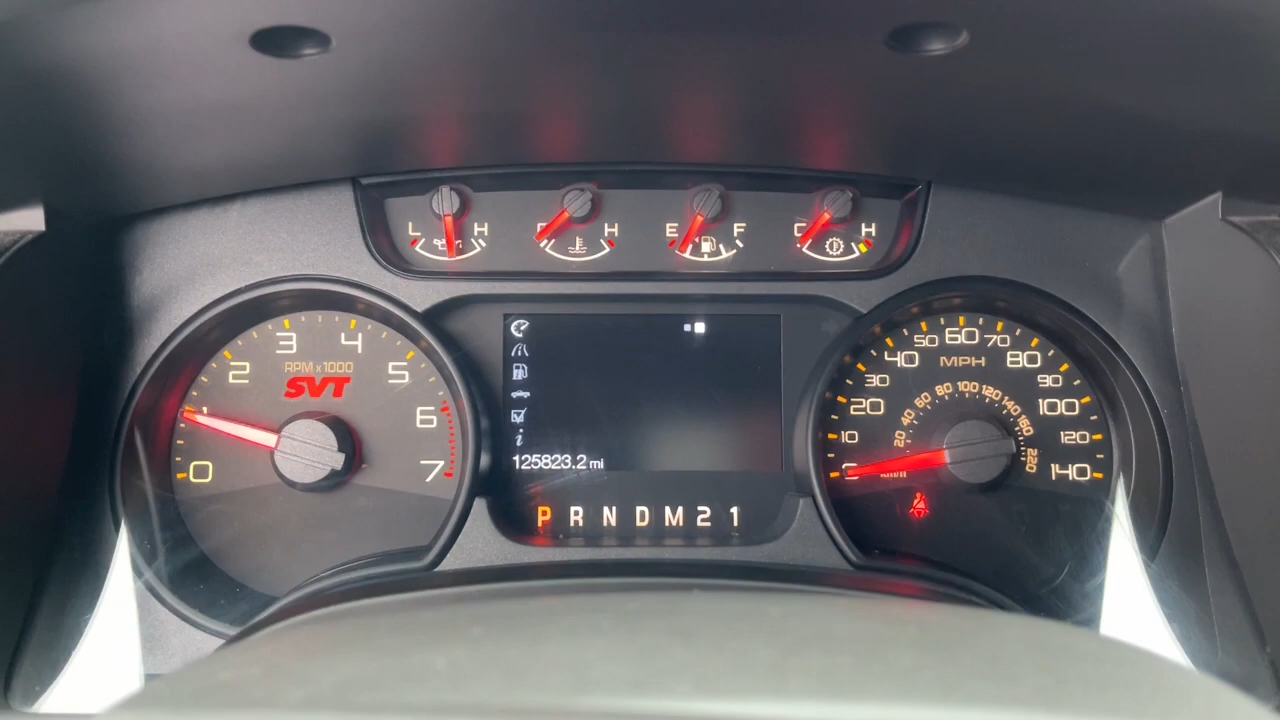 L H H E F C H
3 4
2 RPM x1000 5
SVT
1 6
0 7
125823.2 mi
P R N D M 2 1
50 60 70
40 MPH 80
30 90
20 100
10 120
0 140
20 40 60 80 100 120 140 160 220
km/h